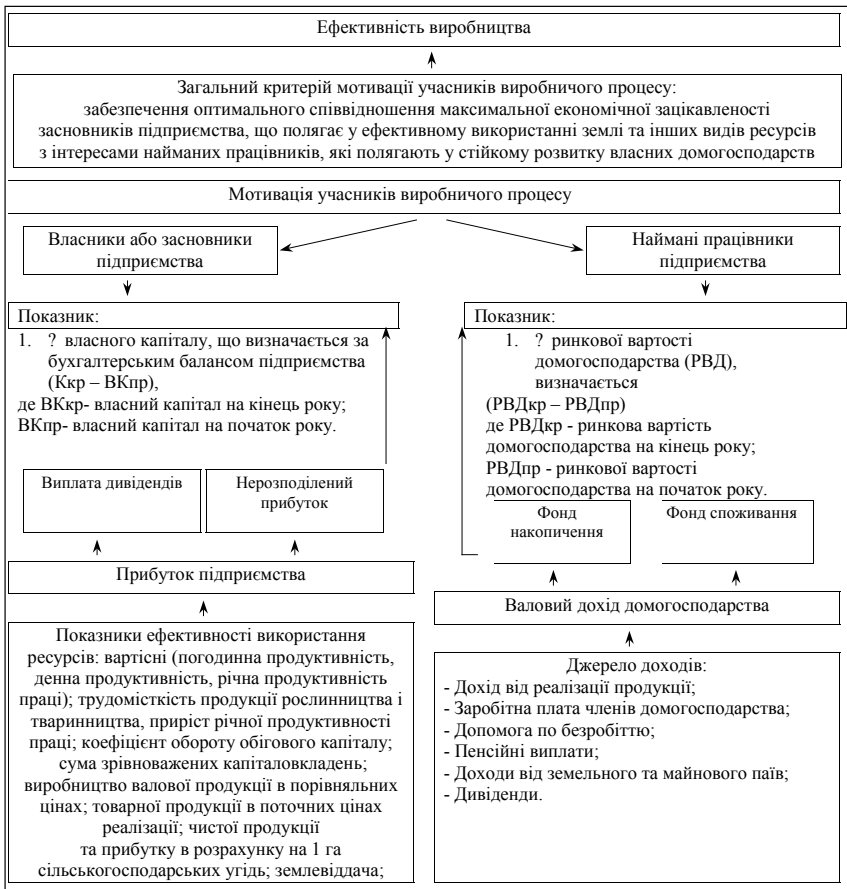 Ефективність виробництва
Загальний критерій мотивації учасників виробничого процесу:
забезпечення оптимального співвідношення максимальної економічної зацікавленості
засновників підприємства, що полягає у ефективному використанні землі та інших видів ресурсів
з інтересами найманих працівників, які полягають у стійкому розвитку власних домогосподарств
Мотивація учасників виробничого процесу
Власники або засновники
підприємства
Показник:
1. ? власного капіталу, що визначається за
бухгалтерським балансом підприємства
(Ккр – ВКпр),
де ВКкр- власний капітал на кінець року;
ВКпр- власний капітал на початок року.
Виплата дивідендів
Нерозподілений
прибуток
Прибуток підприємства
Показники ефективності використання
ресурсів: вартісні (погодинна продуктивність,
денна продуктивність, річна продуктивність
праці); трудомісткість продукції рослинництва і
тваринництва, приріст річної продуктивності
праці; коефіцієнт обороту обігового капіталу;
сума зрівноважених капіталовкладень;
виробництво валової продукції в порівняльних
цінах; товарної продукції в поточних цінах
реалізації; чистої продукції
та прибутку в розрахунку на 1 га
сільськогосподарських угідь; землевіддача;
Наймані працівники
підприємства
Показник:
1. ? ринкової вартості
домогосподарства (РВД),
визначається
(РВДкр – РВДпр)
де РВДкр - ринкова вартість
домогосподарства на кінець року;
РВДпр - ринкової вартості
домогосподарства на початок року.
Фонд
накопичення
Фонд споживання
Валовий дохід домогосподарства
Джерело доходів:
- Дохід від реалізації продукції;
- Заробітна плата членів домогосподарства;
- Допомога по безробіттю;
- Пенсійні виплати;
- Доходи від земельного та майнового паїв;
- Дивіденди.